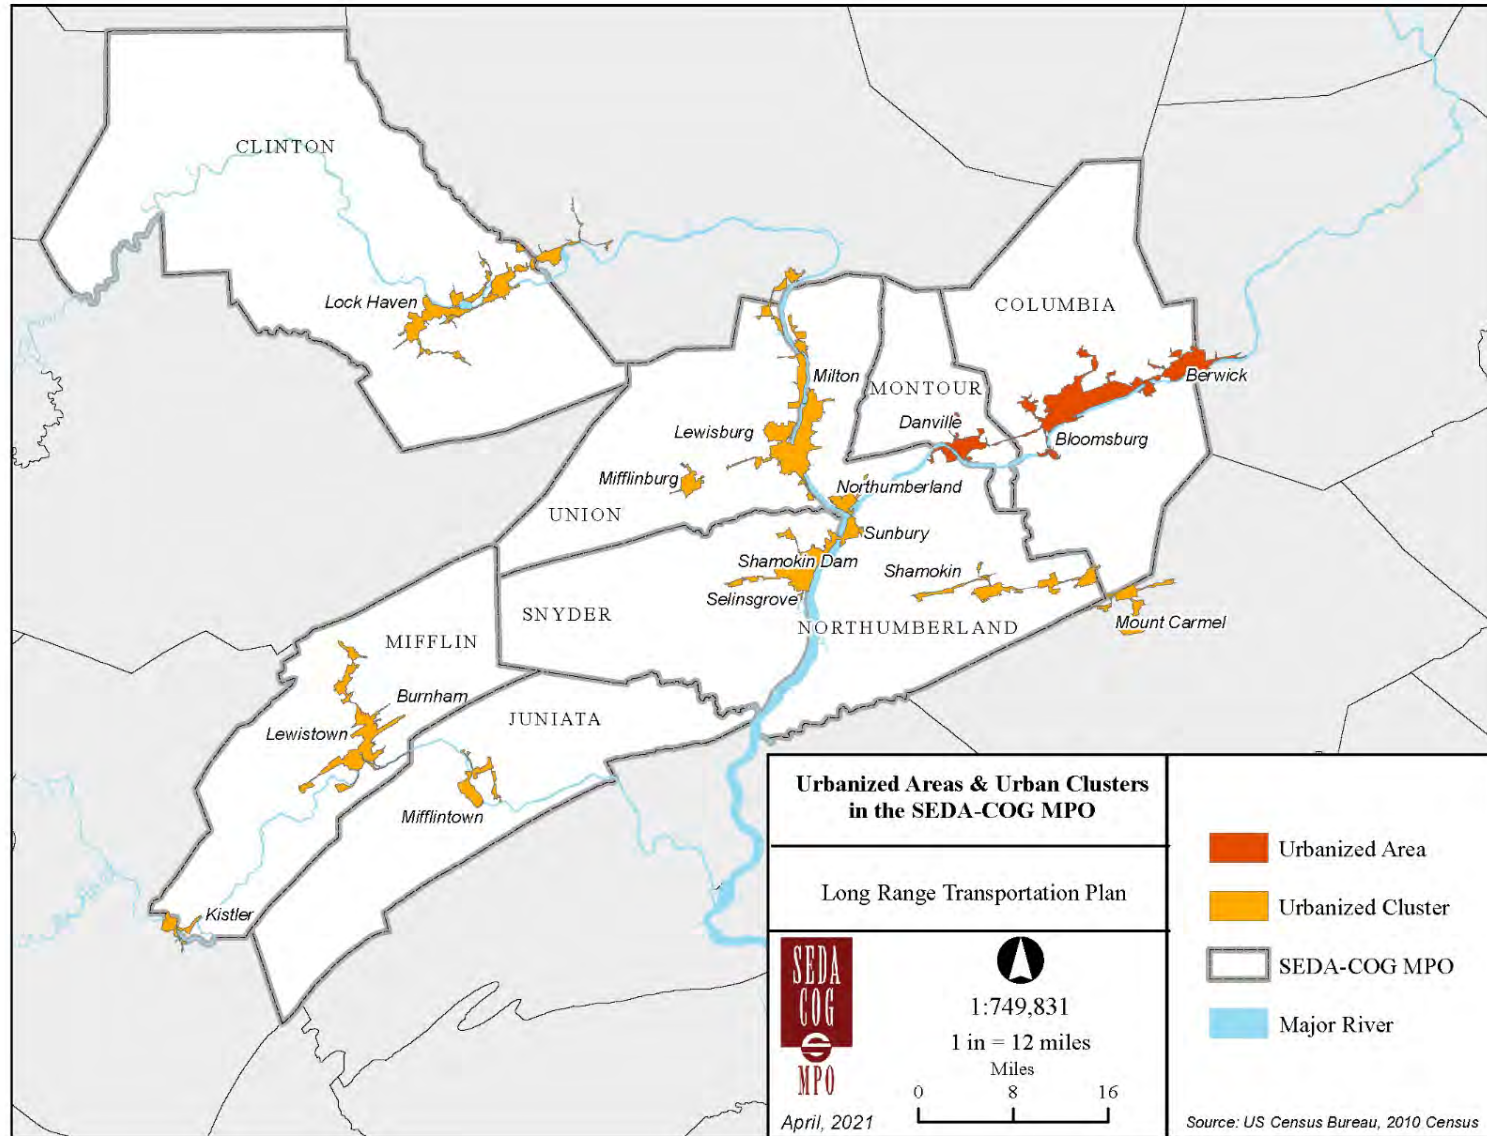 CLINTON
Lock Haven
COLUMBIA
Milton
MONTOUR
Berwick
Danville
Lewisburg
Bloomsburg
Mifflinburg
Northumberland
UNION
Sunbury
Shamokin Dam
Shamokin
Selinsgrove
SNYDER
NORTHUMBERLAND
Mount Carmel
MIFFLIN
Burnham
JUNIATA
Lewistown
Mifflintown
Kistler
Urbanized Areas & Urban Clusters
in the SEDA-COG MPO
Long Range Transportation Plan
SEDA
COG
MPO
April, 2021
1:749,831
1 in = 12 miles
Miles
0 8 16
Urbanized Area
Urbanized Cluster
SEDA-COG MPO
Major River
Source: US Census Bureau, 2010 Census